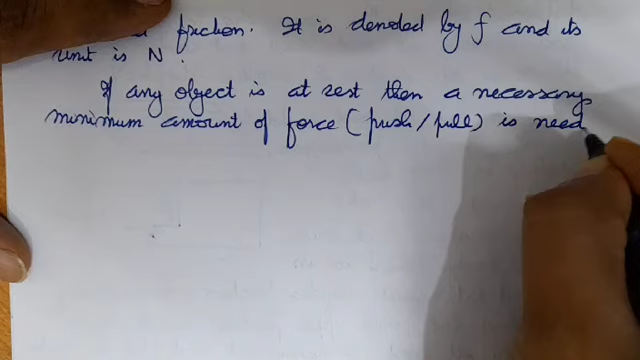 friction. It is denoted by f and its
unit is N.
If any object is at rest then a necessary
minimum amount of force (push/pull) is need